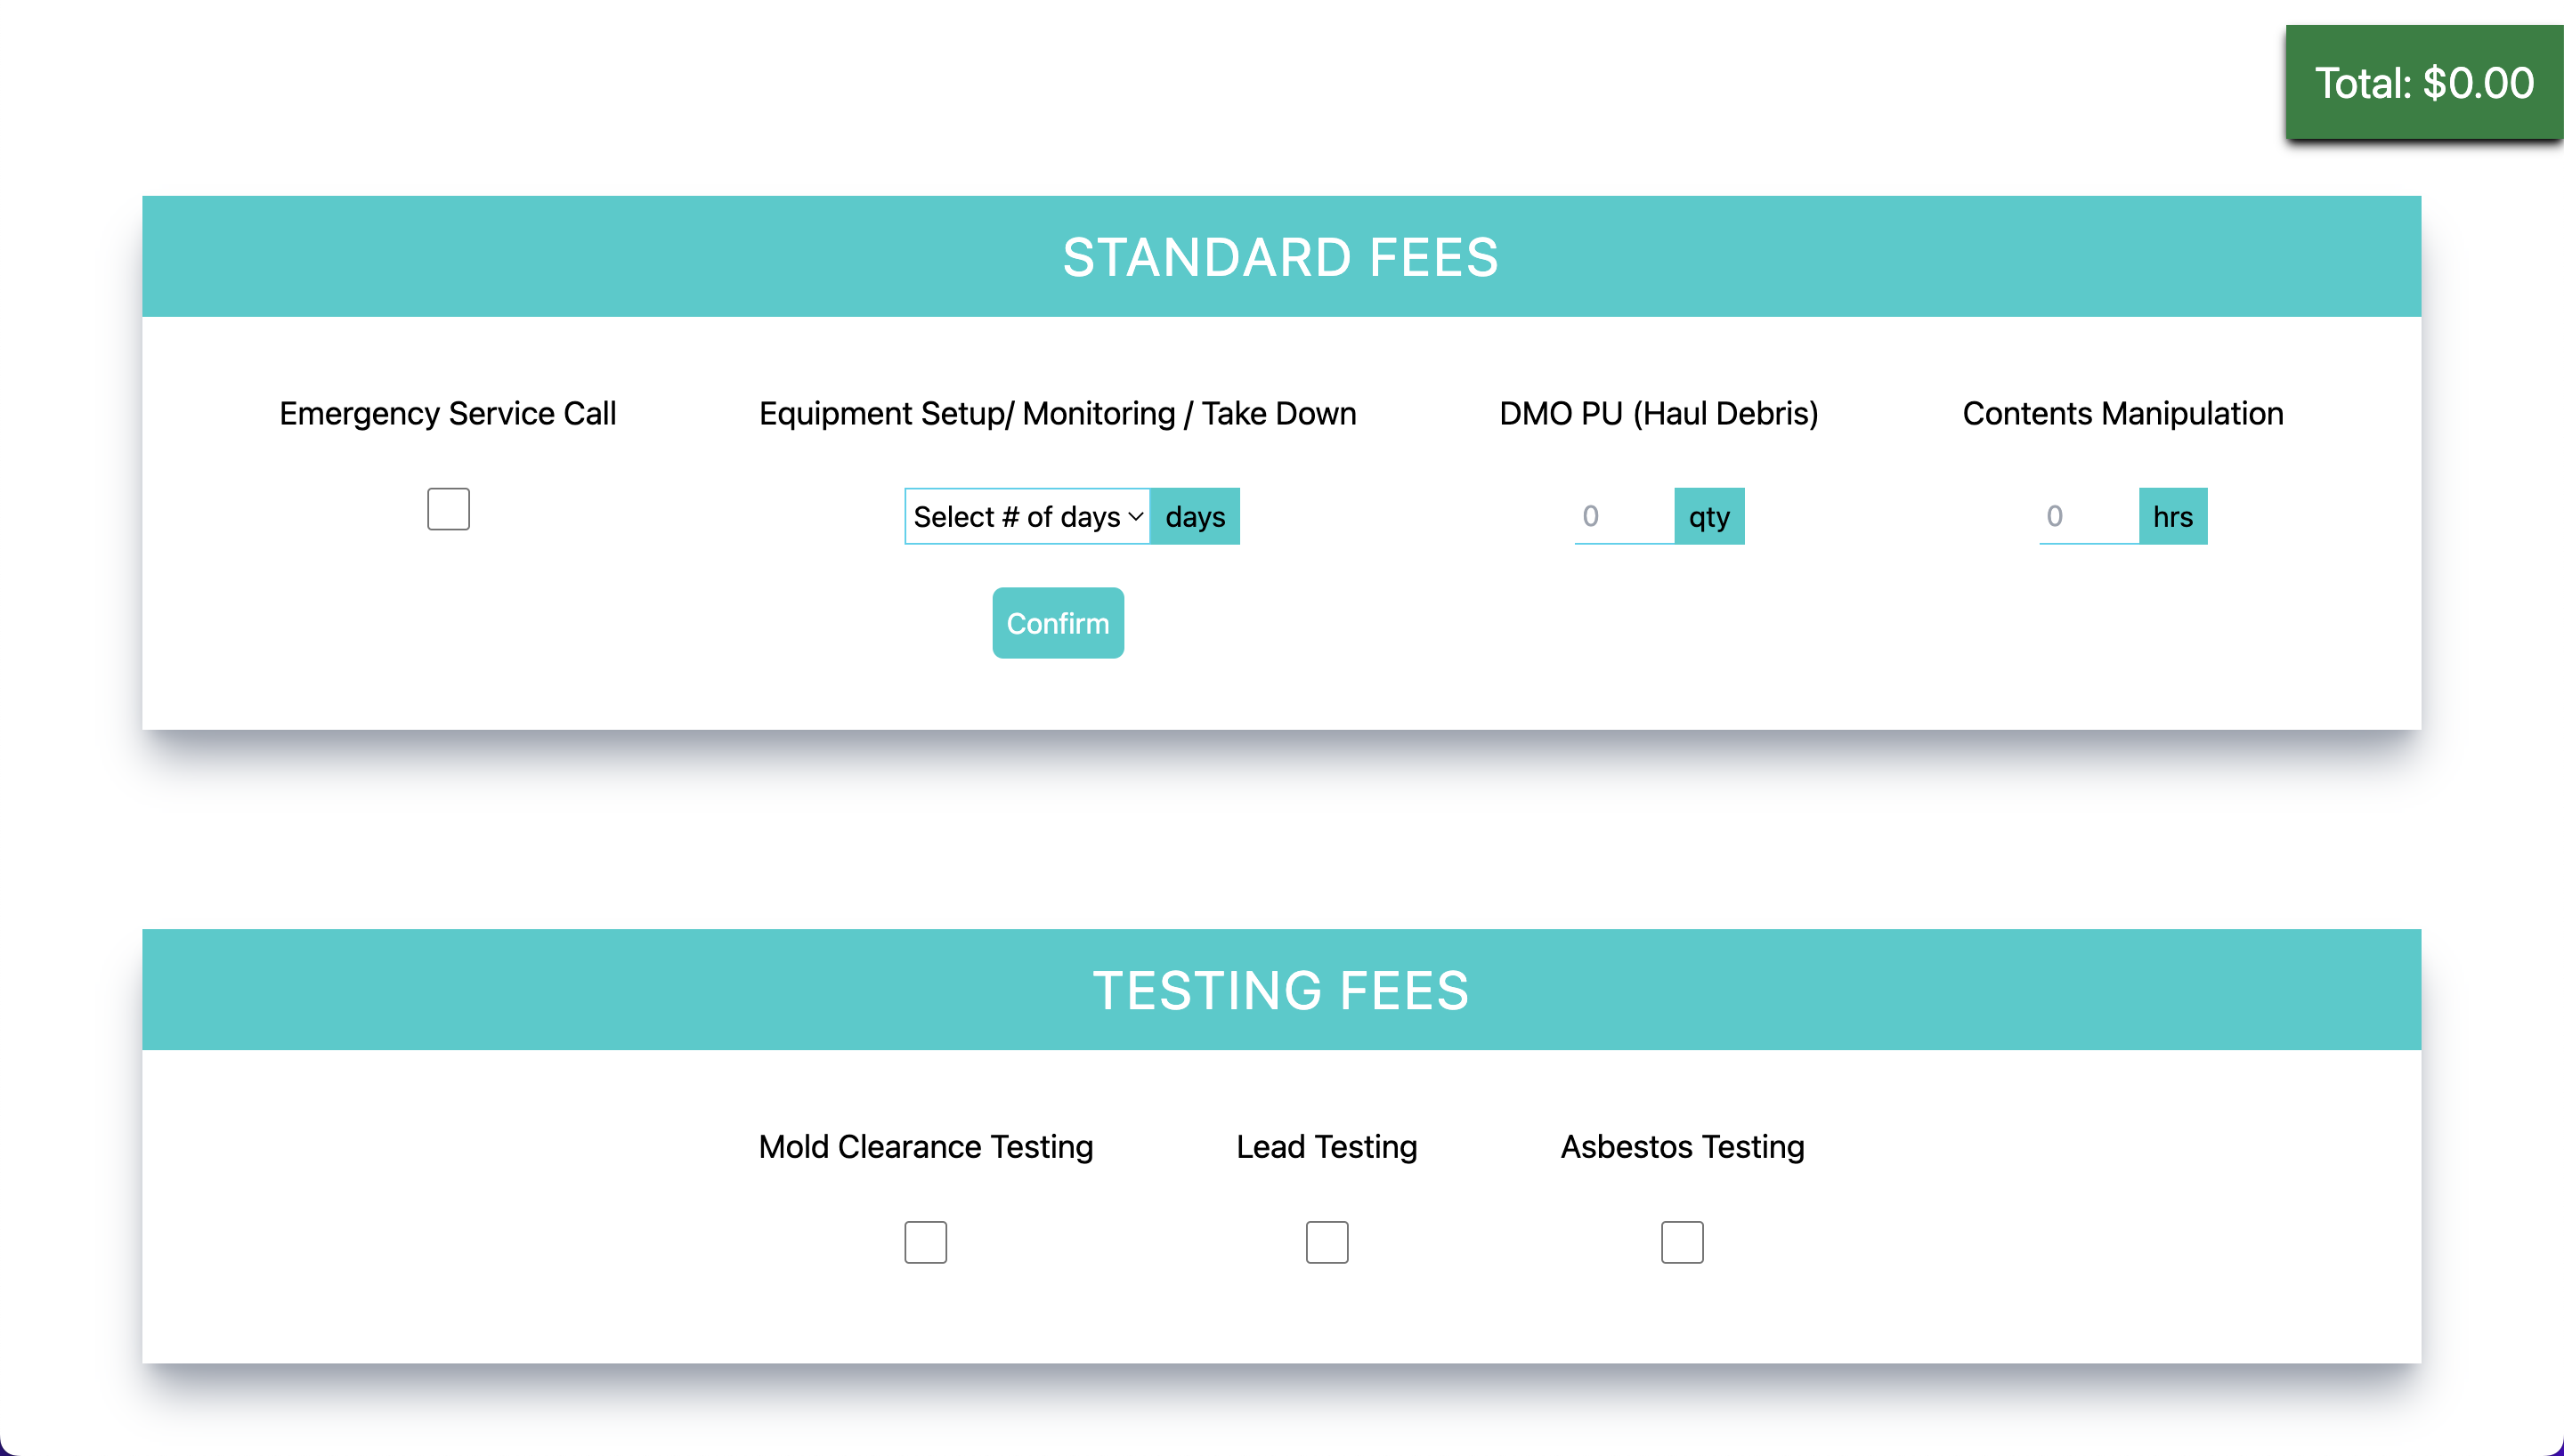 Total: $0.00
STANDARD FEES
Emergency Service Call
Equipment Setup/ Monitoring / Take Down
DMO PU (Haul Debris)
Contents Manipulation
Select # of days
days
0
qty
0
hrs
Confirm
TESTING FEES
Mold Clearance Testing
Lead Testing
Asbestos Testing